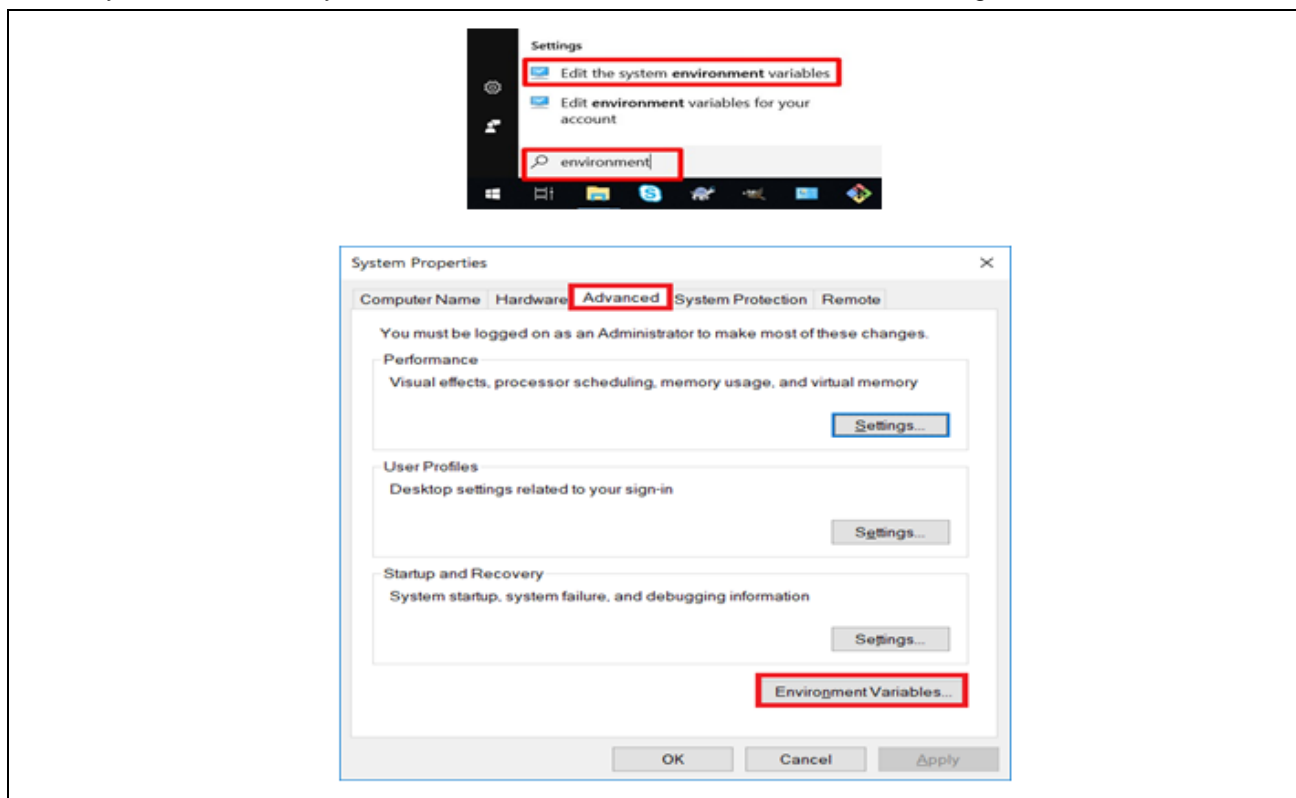 Settings
Edit the system environment variables
Edit environment variables for your
account
environment
System Properties
Computer Name Hardware Advanced System Protection Remote
You must be logged on as an Administrator to make most of these changes.
Performance
Visual effects, processor scheduling, memory usage, and virtual memory
Settings...
User Profiles
Desktop settings related to your sign-in
Settings...
Startup and Recovery
System startup, system failure, and debugging information
Settings...
Environment Variables...
OK Cancel Apply